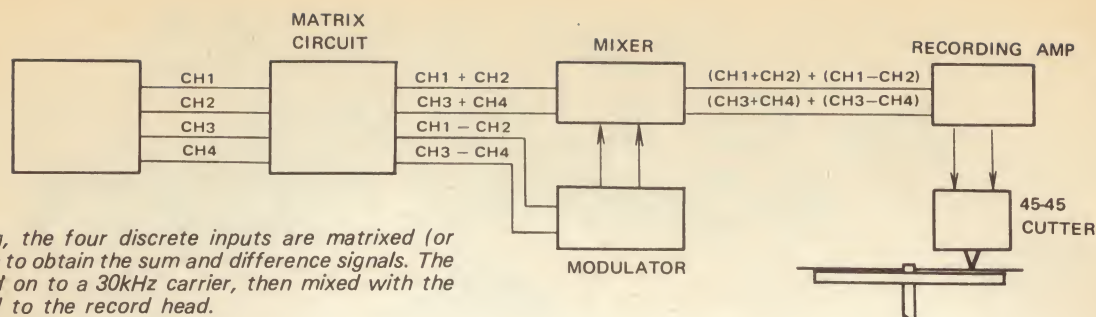 MATRIX
CIRCUIT
MIXER
RECORDING AMP
CH1
CH2
CH3
CH4
CH1 + CH2
CH3 + CH4
CH1 – CH2
CH3 – CH4
(CH1+CH2) + (CH1–CH2)
(CH3+CH4) + (CH3–CH4)
MODULATOR
45-45
CUTTER
the four discrete inputs are matrixed (or
to obtain the sum and difference signals. The
on to a 30kHz carrier, then mixed with the
to the record head.